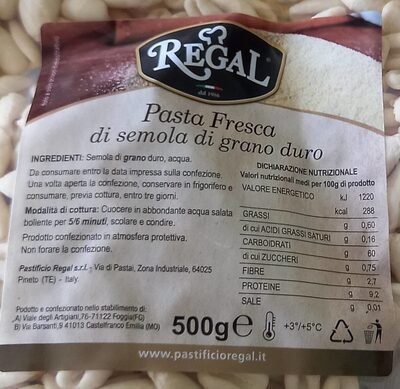 REGAL
dal 1996
Pasta Fresca
di semola di grano duro
INGREDIENTI: Semola di grano duro, acqua.
Da consumare entro la data impressa sulla confezione.
Una volta aperta la confezione, conservare in frigorifero e
consumare, previa cottura, entro tre giorni.
Modalità di cottura: Cuocere in abbondante acqua salata
boliente per 5/6 minuti, scolare e condire.
Prodotto confezionato in atmosfera protettiva.
Non forare la confezione.
Pastificio Regal s.r.l. - Via di Pastai, Zona Industriale, 64025
Pineto (TE) - Italy.
Podotto e confezionato nello stabilimento di:
A) Viale degli Artigiani,76-71122 Foggia(FG)
B) Via Barsanti,9 41013 Castelfranco Emilia (MO)
DICHIARAZIONE NUTRIZIONALE
Valori nutrizionali medi per 100g di prodotto
VALORE ENERGETICO kJ 1220
kcal 288
GRASSI g 0,60
di cui ACIDI GRASSI SATURI g 0,16
CARBOIDRATI g 60
di cui ZUCCHERI g 0,75
FIBRE g 2,7
PROTEINE g 9,2
SALE g 0,01
500g e
+3°/+5°C
www.pastificioregal.it